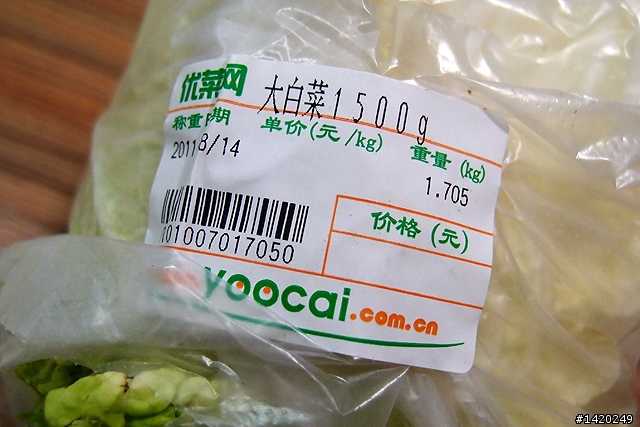 优菜网
大白菜1500g
称重日期 单价(元/kg) 重量(kg)
2011/8/14 1.705
价格(元)
01007017050
yoocai.com.cn
#1420249